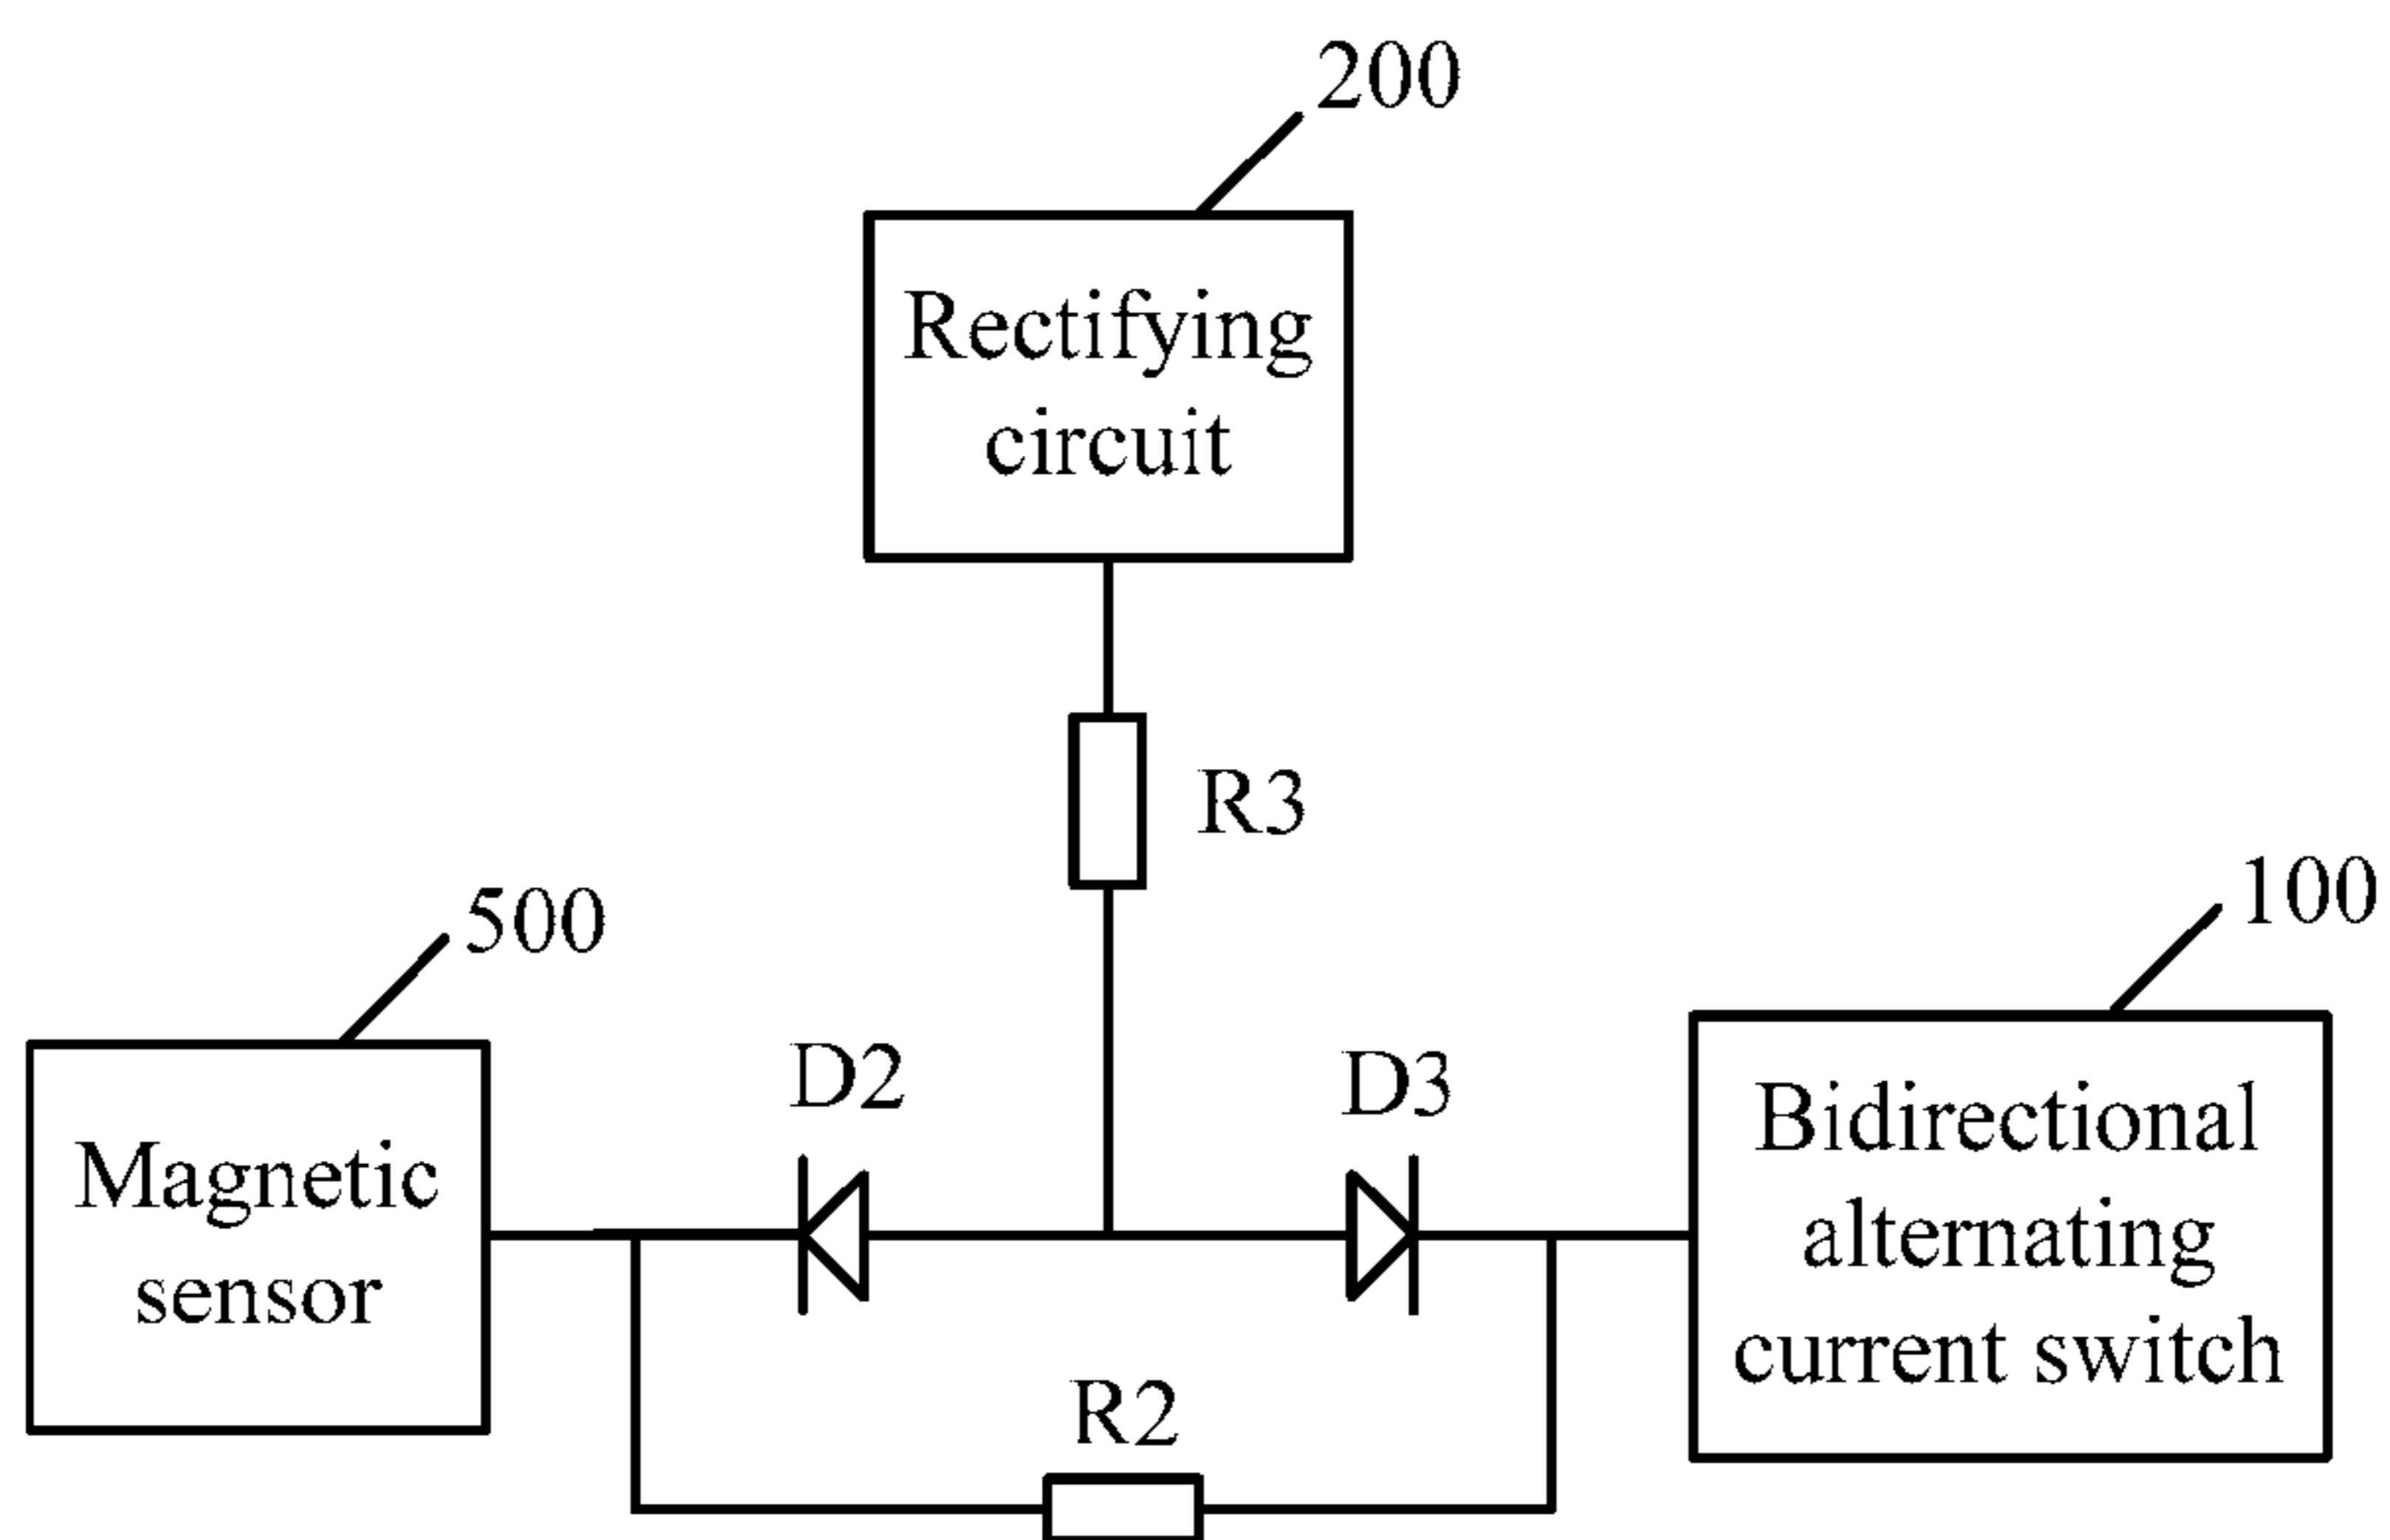 200
Rectifying
circuit
R3
500
100
D2
D3
Magnetic
sensor
Bidirectional
alternating
current switch
R2